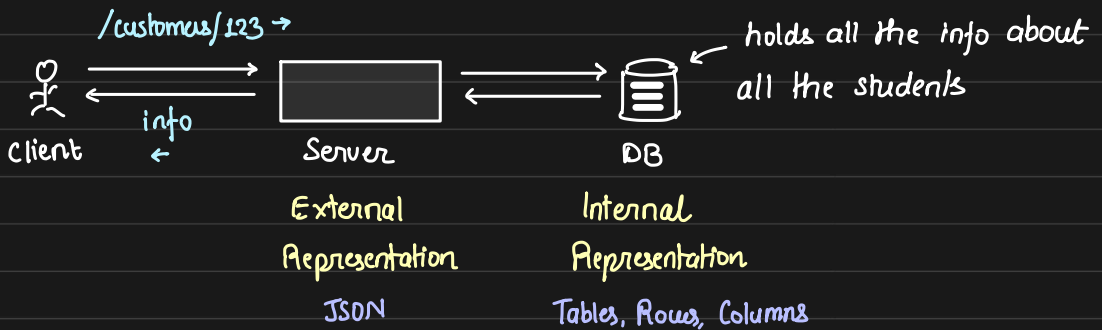 /customers/123 →
holds all the info about
all the students
info
←
Client
Server
DB
External
Representation
JSON
Internal
Representation
Tables, Rows, Columns